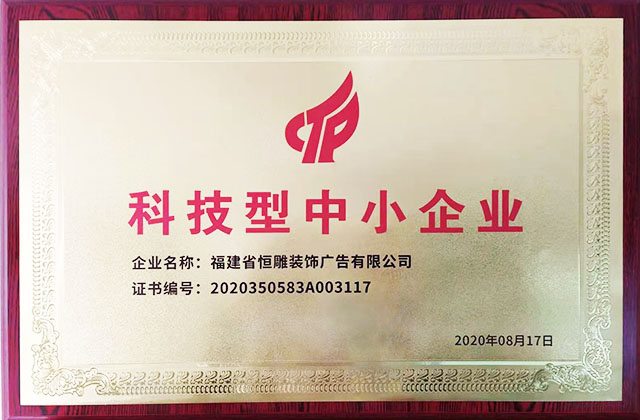 CTP
科技型中小企业
企业名称：福建省恒雕装饰广告有限公司
证书编号：2020350583A003117
2020年08月17日